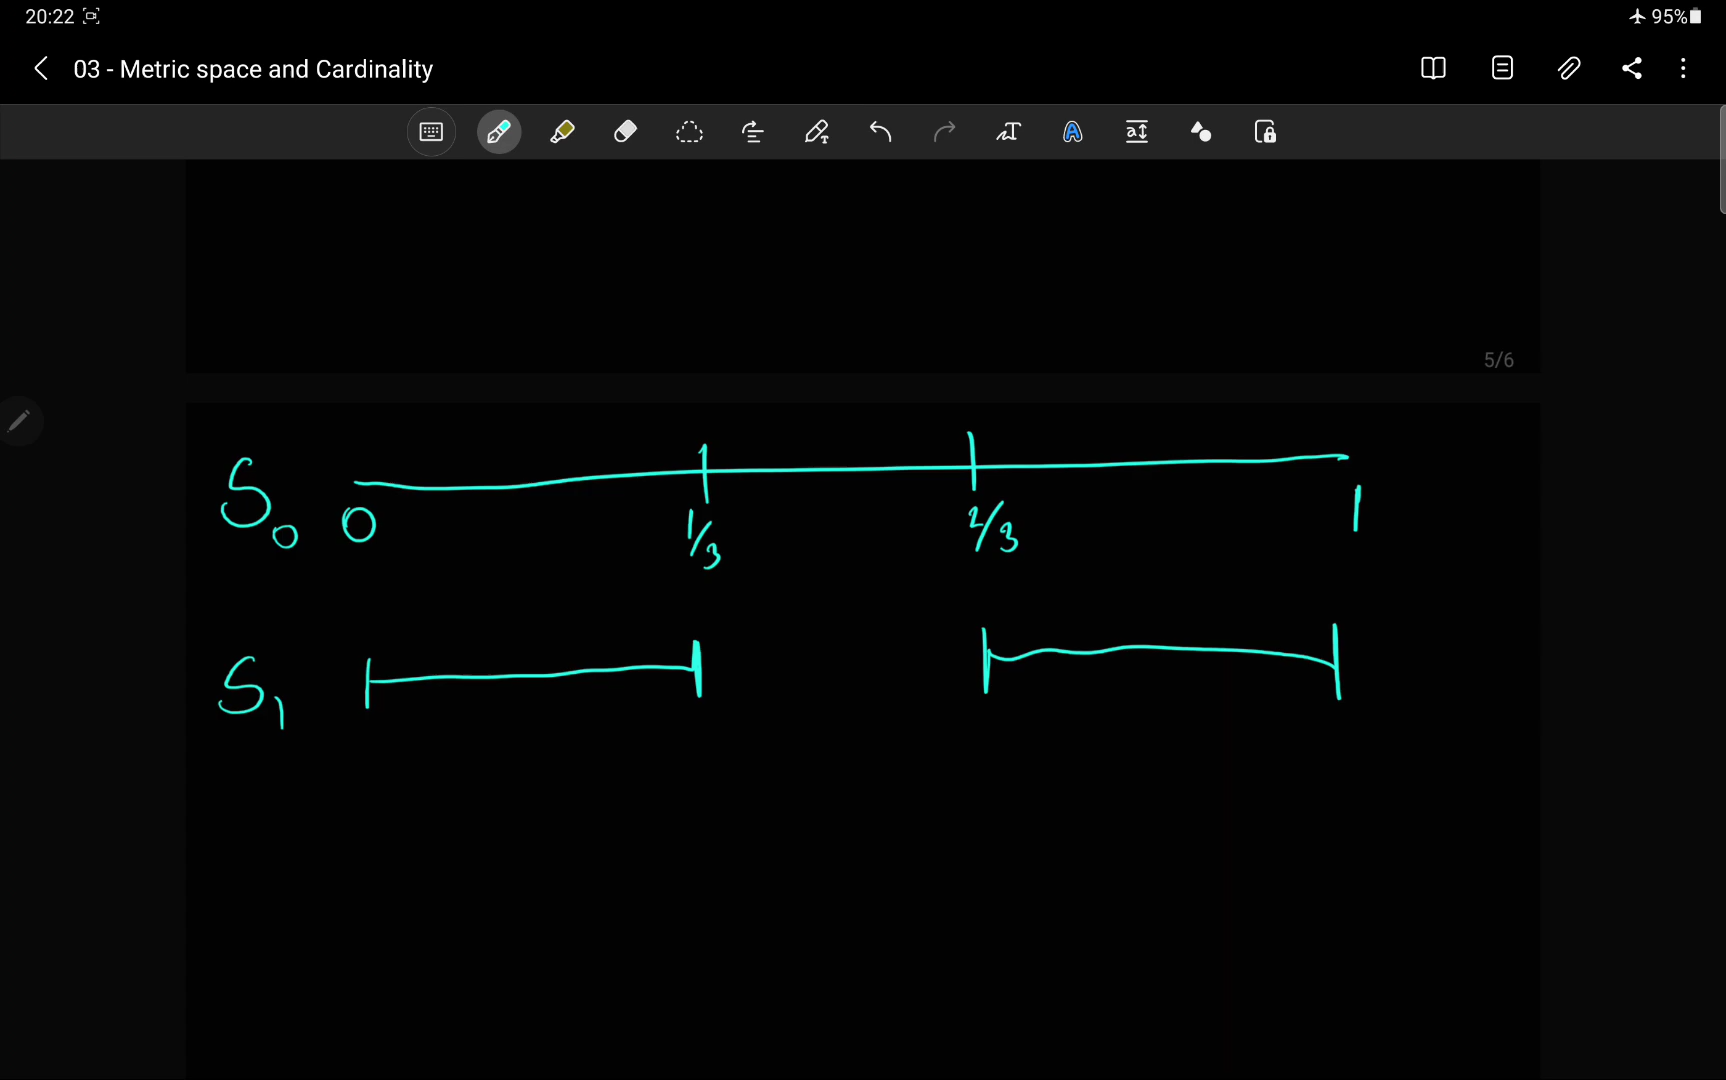 20:22 95%
03 - Metric space and Cardinality
5/6
S₀ 0 1/3 2/3 1
S₁